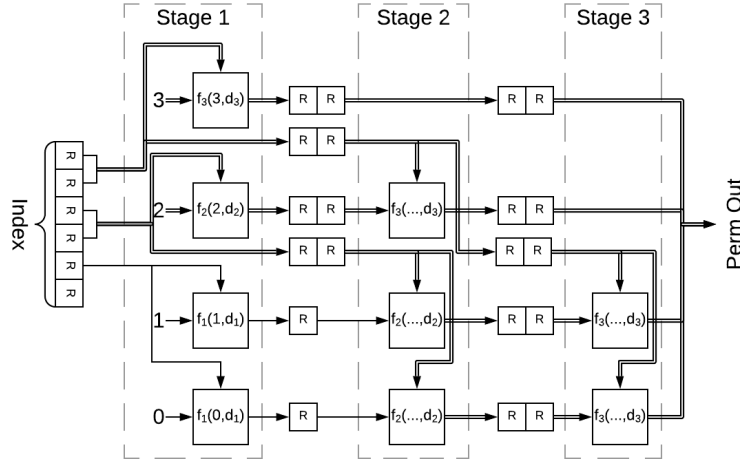 Stage 1
Stage 2
Stage 3
3
f₃(3,d₃)
R R
R R
R R
R
R
R
R
R
R
Index
2
f₂(2,d₂)
R R
f₃(...,d₃)
R R
R R
R R
1
f₁(1,d₁)
R
f₂(...,d₂)
R R
f₃(...,d₃)
0
f₁(0,d₁)
R
f₂(...,d₂)
R R
f₃(...,d₃)
Perm Out